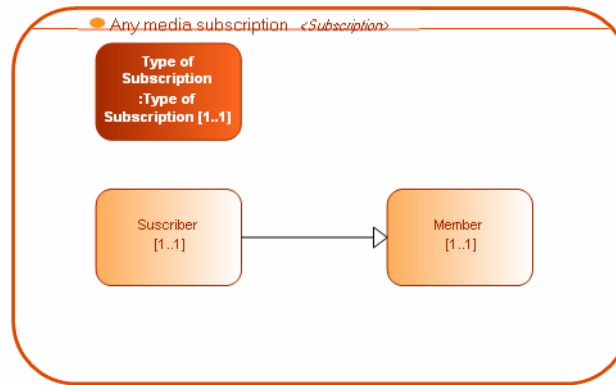 Any media subscription <Subscription>
Type of
Subscription
:Type of
Subscription [1..1]
Suscriber
[1..1]
Member
[1..1]